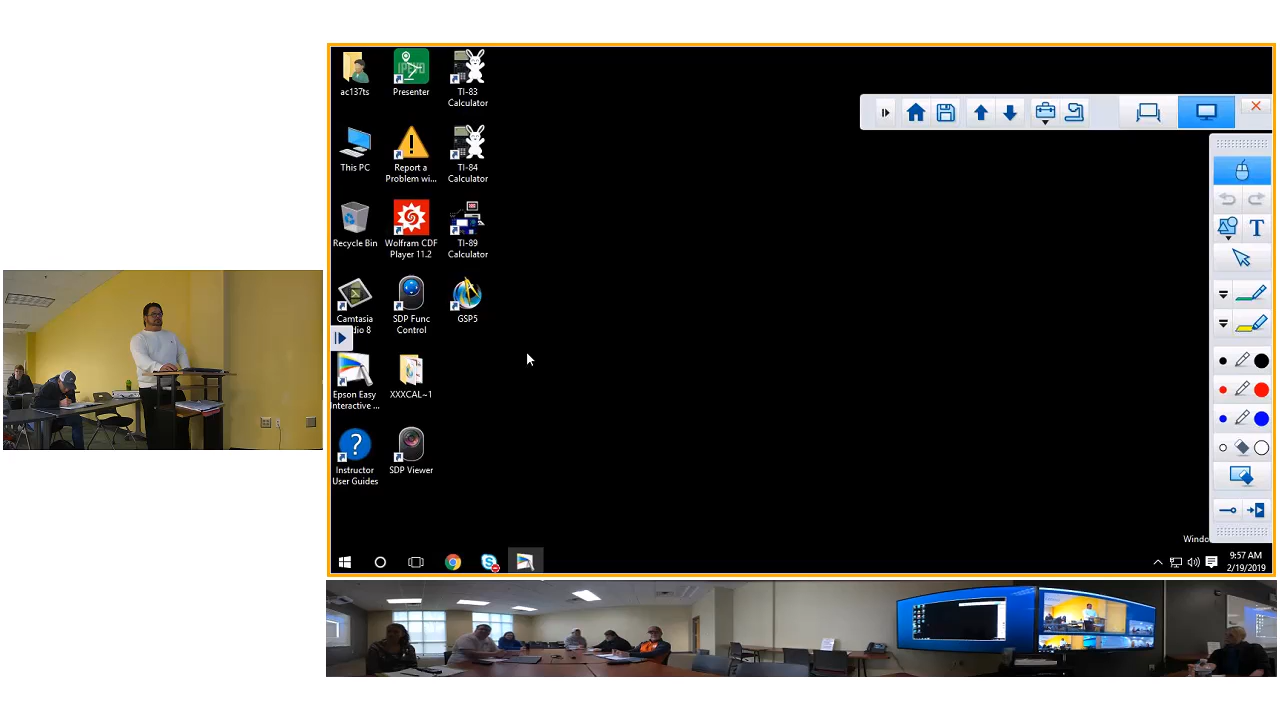 ac137ts
Presenter
TI-83
Calculator
This PC
Report a
Problem wi...
TI-84
Calculator
Recycle Bin
Wolfram CDF
Player 11.2
TI-89
Calculator
Camtasia
dio 8
SDP Func
Control
GSP5
Epson Easy
Interactive ...
XXXCAL~1
Instructor
User Guides
SDP Viewer
T
Windo
9:57 AM
2/19/2019